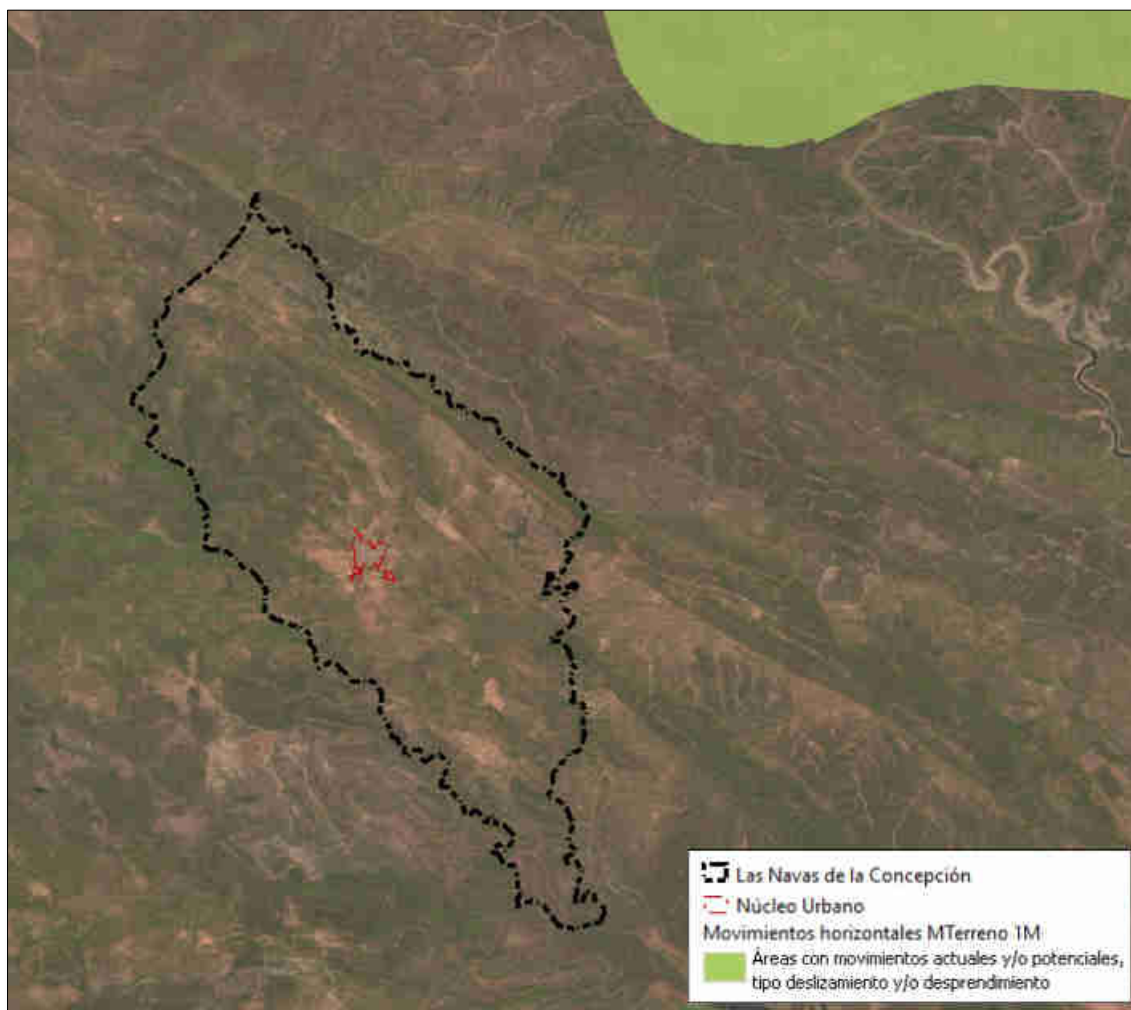 Las Navas de la Concepción
Núcleo Urbano
Movimientos horizontales MTerreno 1M
Áreas con movimientos actuales y/o potenciales,
tipo deslizamiento y/o desprendimiento